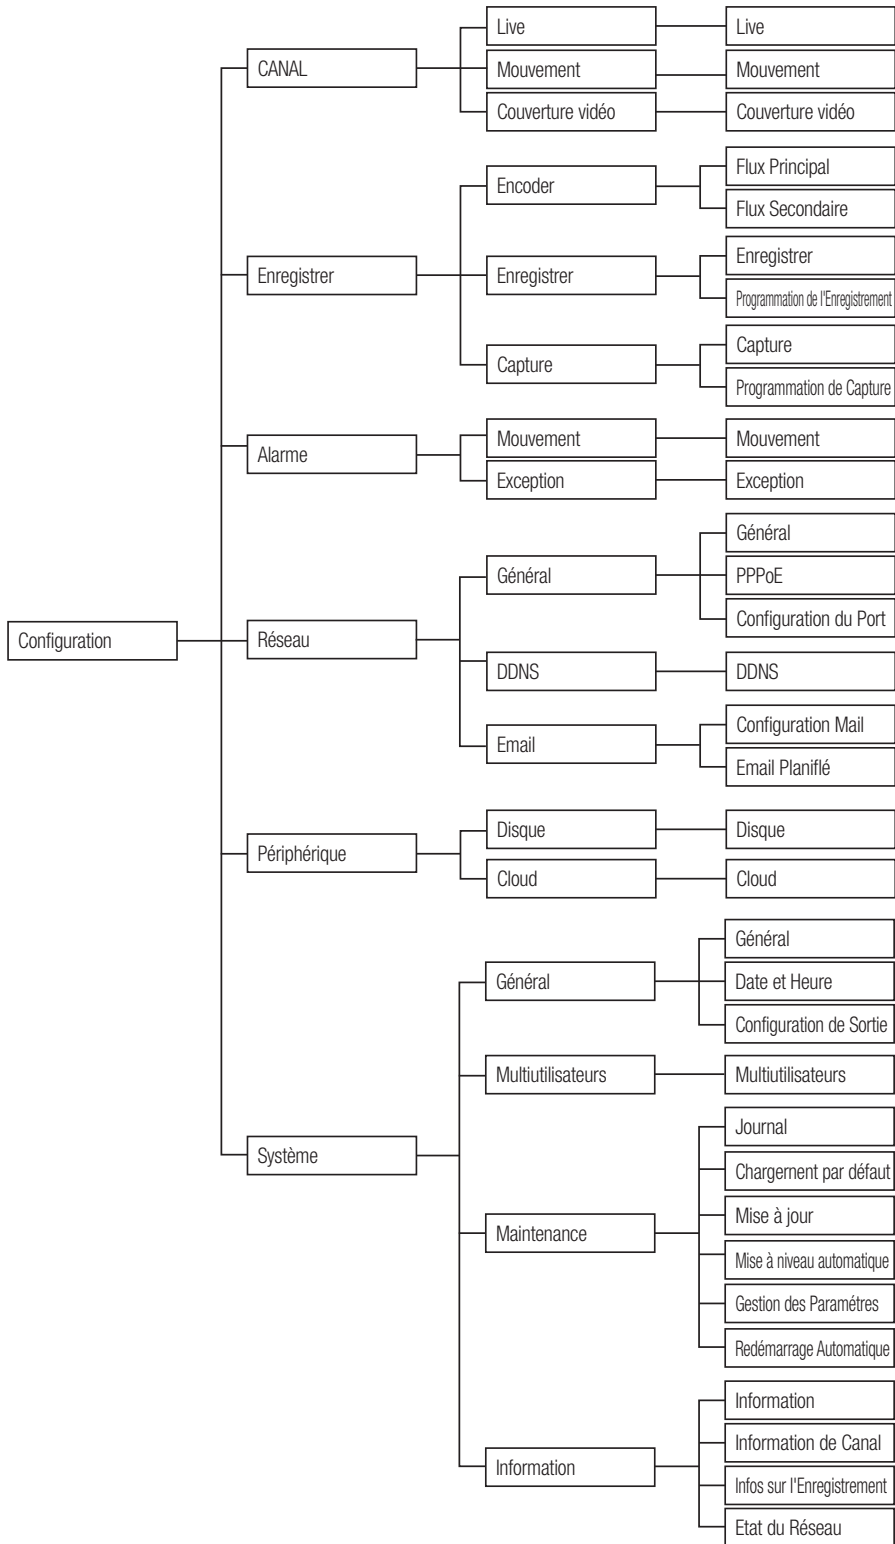 Configuration
CANAL
Live
Live
Mouvement
Mouvement
Couverture vidéo
Couverture vidéo
Enregistrer
Encoder
Flux Principal
Flux Secondaire
Enregistrer
Enregistrer
Programmation de l'Enregistrement
Capture
Capture
Programmation de Capture
Alarme
Mouvement
Mouvement
Exception
Exception
Réseau
Général
Général
PPPoE
Configuration du Port
DDNS
DDNS
Email
Configuration Mail
Email Planiflé
Périphérique
Disque
Disque
Cloud
Cloud
Système
Général
Général
Date et Heure
Configuration de Sortie
Multiutilisateurs
Multiutilisateurs
Maintenance
Journal
Chargernent par défaut
Mise à jour
Mise à niveau automatique
Gestion des Paramétres
Redémarrage Automatique
Information
Information
Information de Canal
Infos sur l'Enregistrement
Etat du Réseau